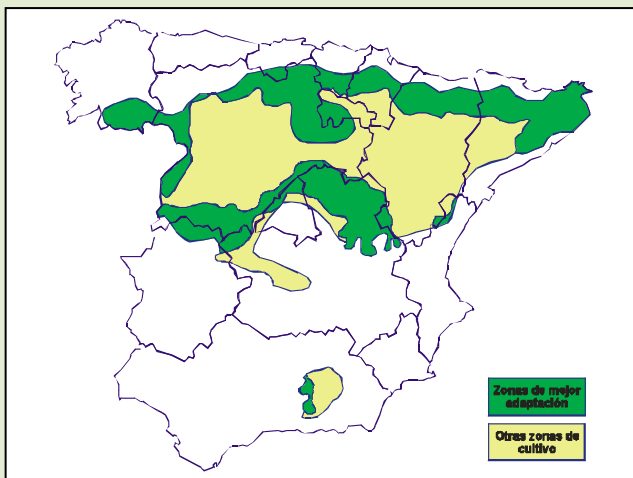 Zonas de mejor
adaptación
Otras zonas de
cultivo